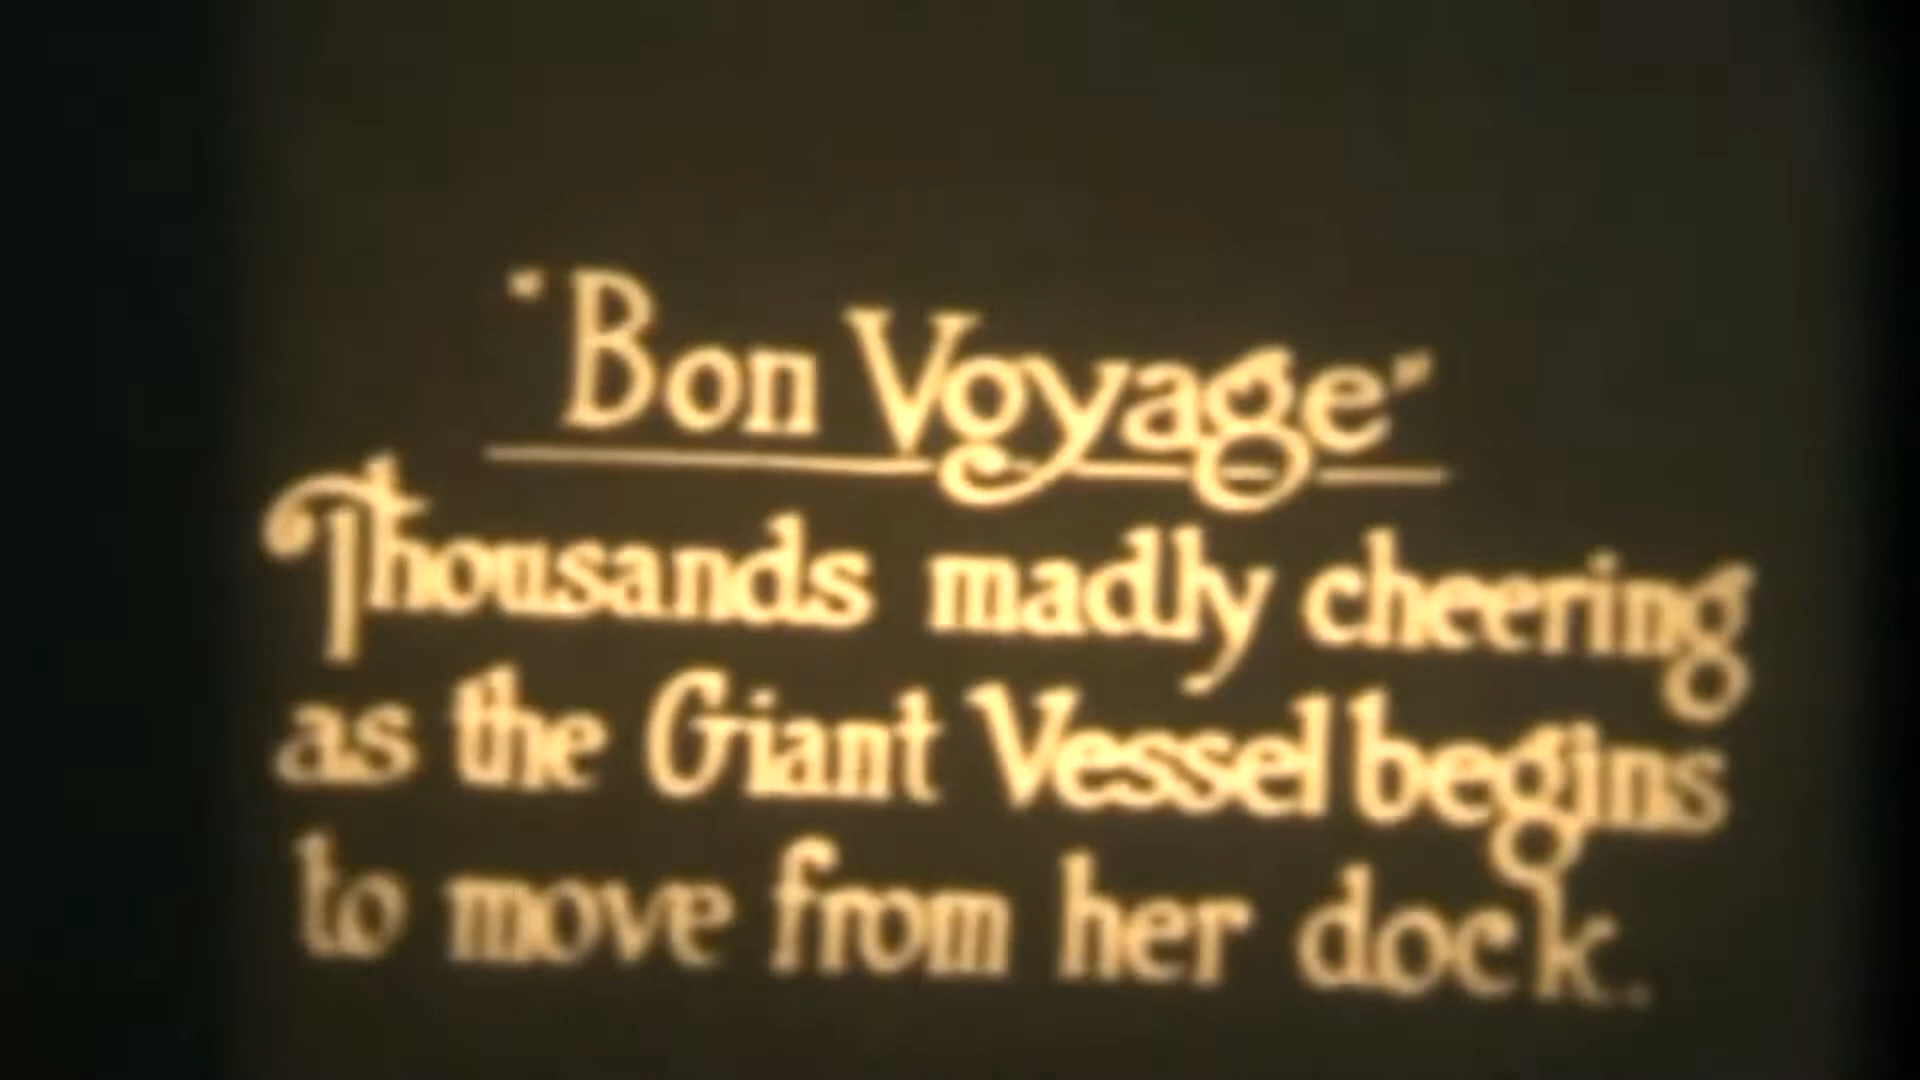 "Bon Voyage"
Thousands madly cheering
as the Giant Vessel begins
to move from her dock.